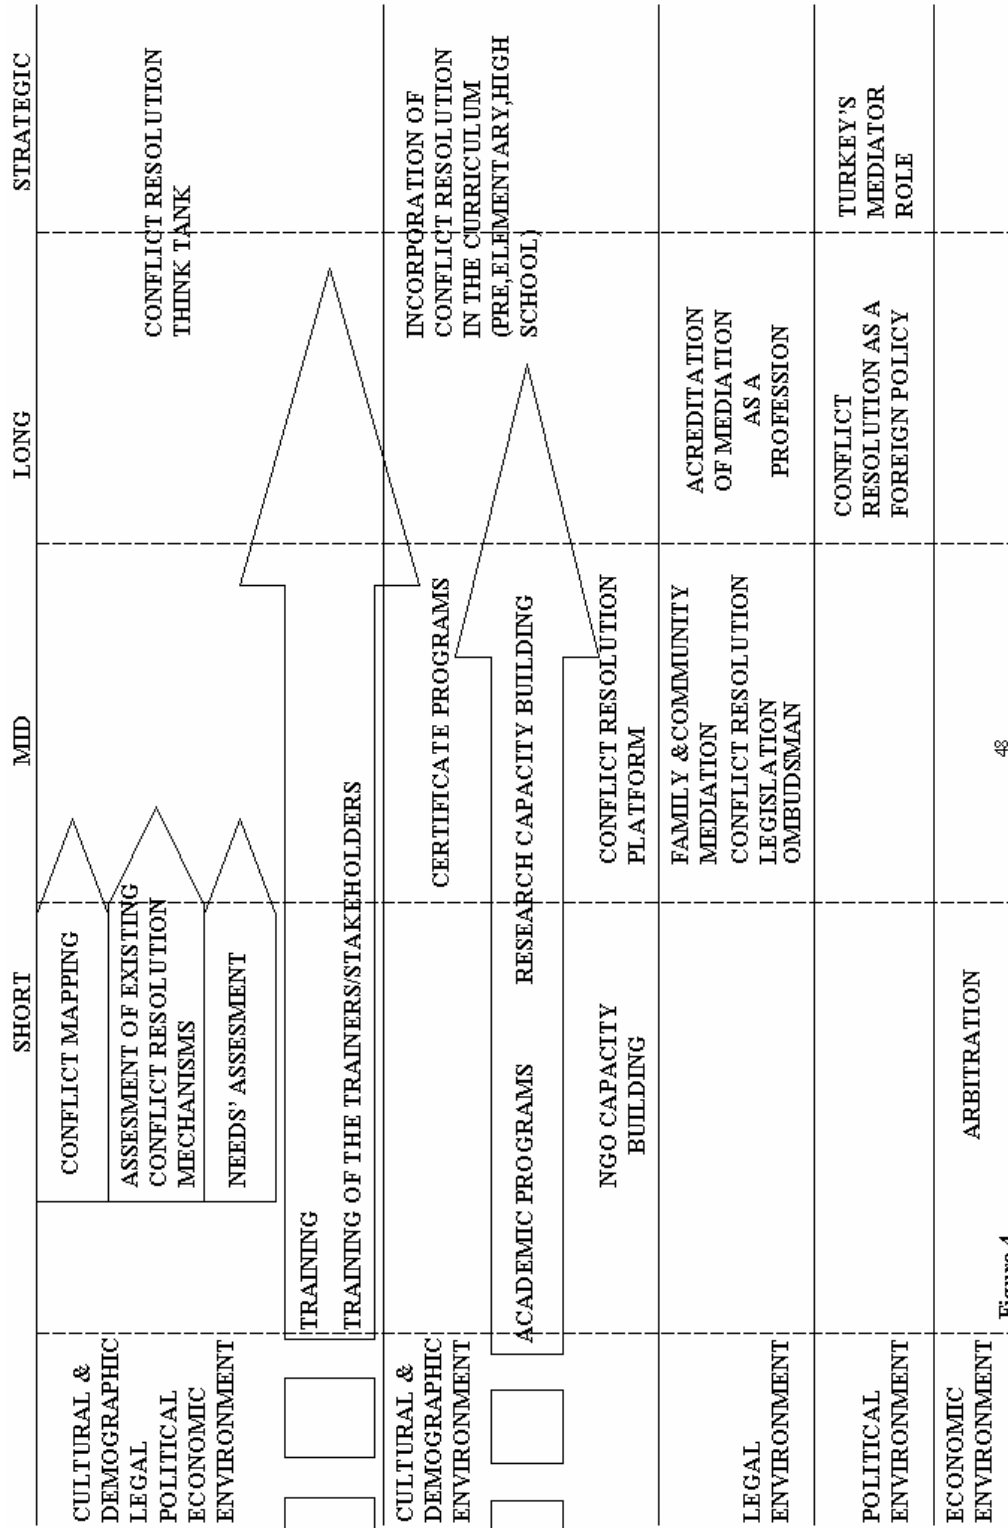 SHORT
MID
LONG
STRATEGIC
CULTURAL &
DEMOGRAPHIC
LEGAL
POLITICAL
ECONOMIC
ENVIRONMENT
CONFLICT MAPPING
ASSESMENT OF EXISTING
CONFLICT RESOLUTION
MECHANISMS
NEEDS' ASSESMENT
CONFLICT RESOLUTION
THINK TANK
TRAINING
TRAINING OF THE TRAINERS/STAKEHOLDERS
CULTURAL &
DEMOGRAPHIC
ENVIRONMENT
CERTIFICATE PROGRAMS
INCORPORATION OF
CONFLICT RESOLUTION
IN THE CURICULUM
(PRE,ELEMENTARY,HIGH
SCHOOL)
ACADEMIC PROGRAMS
RESEARCH CAPACITY BUILDING
NGO CAPACITY
BUILDING
CONFLICT RESOLUTION
PLATFORM
LEGAL
ENVIRONMENT
FAMILY &COMMUNITY
MEDIATION
CONFLICT RESOLUTION
LEGISLATION
OMBUDSMAN
ACREDITATION
OF MEDIATION
AS A
PROFESSION
POLITICAL
ENVIRONMENT
CONFLICT
RESOLUTION AS A
FOREIGN POLICY
TURKEY'S
MEDIATOR
ROLE
ECONOMIC
ENVIRONMENT
ARBITRATION
Figure 4
48